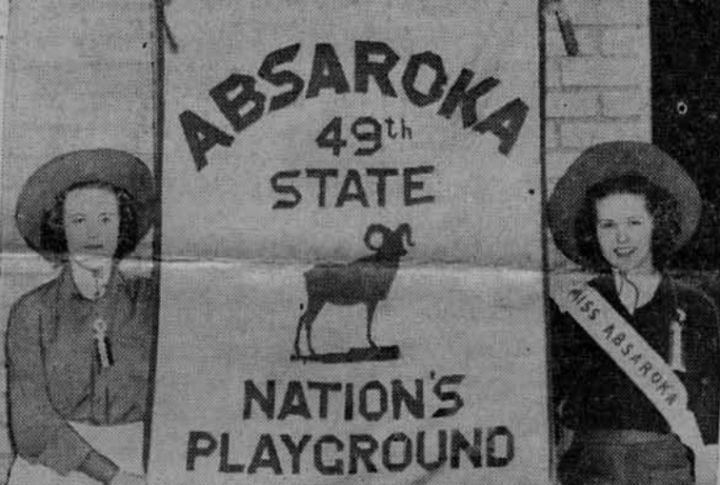 ABSAROKA
49th
STATE
NATION'S
PLAYGROUND
MISS ABSAROKA